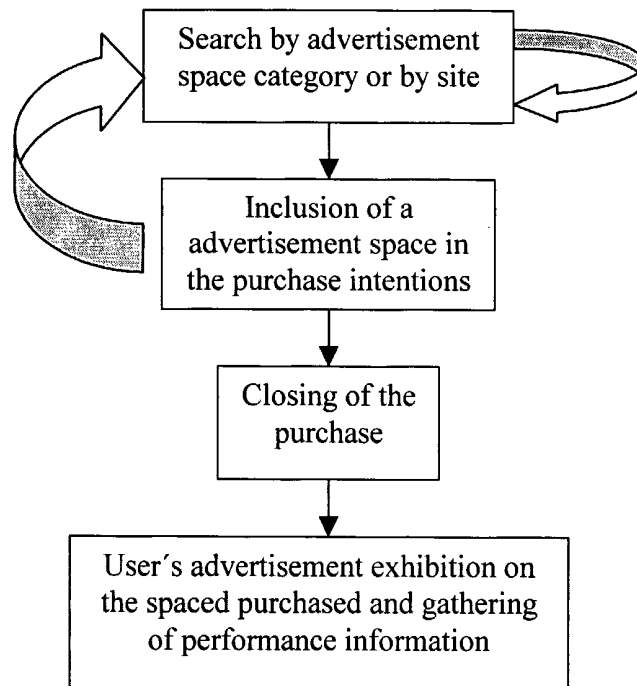 Search by advertisement
space category or by site
Inclusion of a
advertisement space in
the purchase intentions
Closing of the
purchase
User´s advertisement exhibition on
the spaced purchased and gathering
of performance information